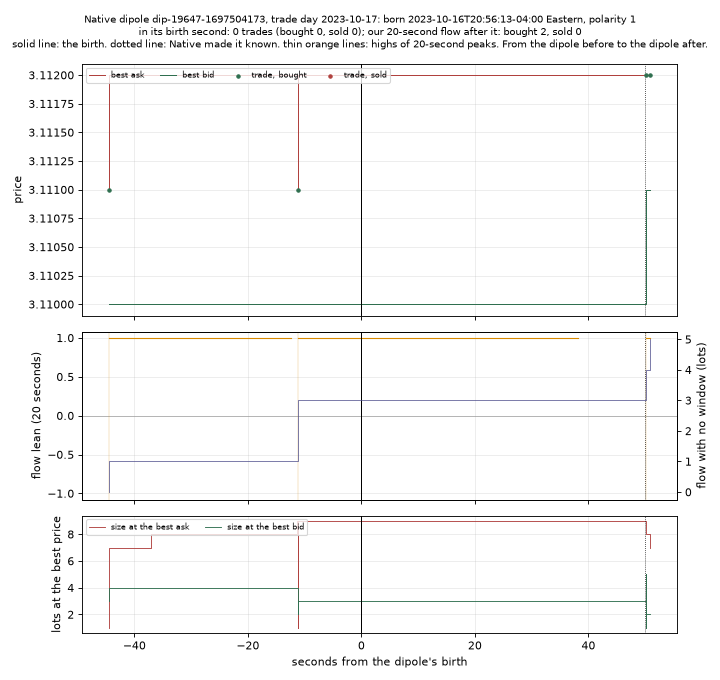 Native dipole dip-19647-1697504173, trade day 2023-10-17: born 2023-10-16T20:56:13-04:00 Eastern, polarity 1
in its birth second: 0 trades (bought 0, sold 0); our 20-second flow after it: bought 2, sold 0
solid line: the birth. dotted line: Native made it known. thin orange lines: highs of 20-second peaks. From the dipole before to the dipole after.
best ask
best bid
trade, bought
trade, sold
3.11200
3.11175
3.11150
3.11125
3.11100
3.11075
3.11050
3.11025
3.11000
price
1.0
0.5
0.0
−0.5
−1.0
flow lean (20 seconds)
5
4
3
2
1
0
flow with no window (lots)
size at the best ask
size at the best bid
8
6
4
2
lots at the best price
−40
−20
0
20
40
seconds from the dipole's birth